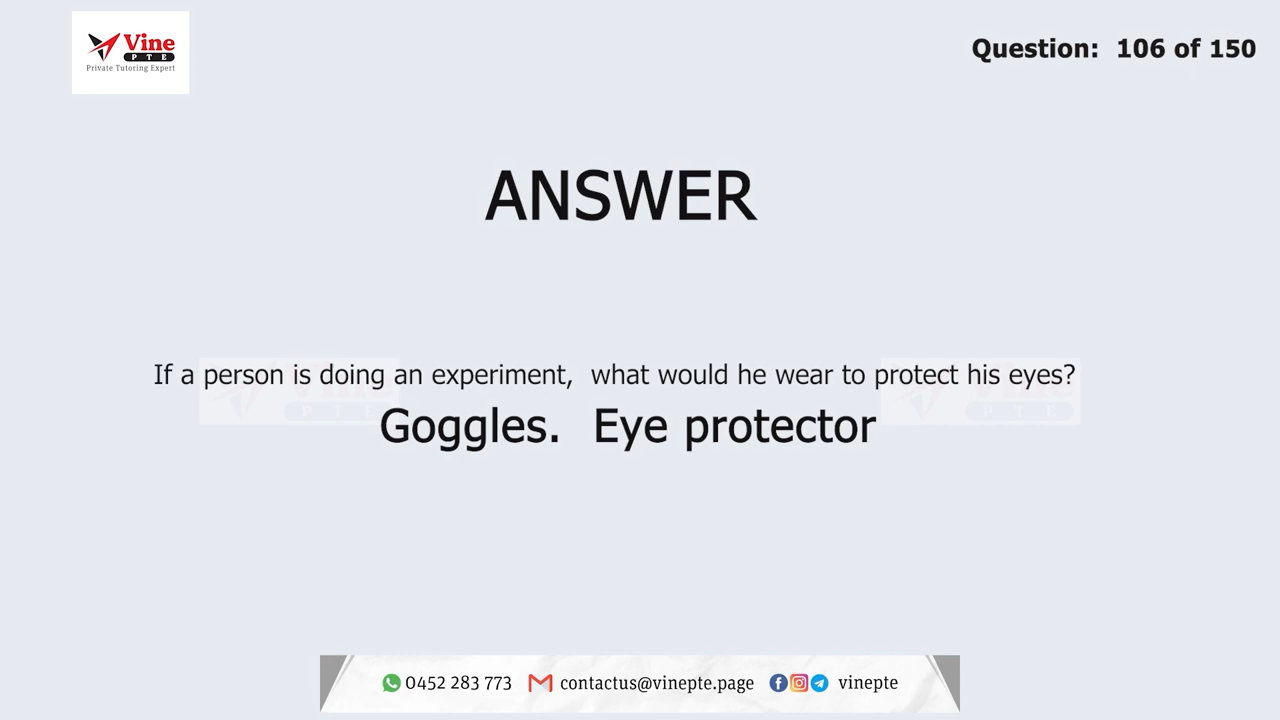 Vine
PTE
Private Tutoring Expert
Question: 106 of 150
ANSWER
If a person is doing an experiment, what would he wear to protect his eyes?
Goggles. Eye protector
0452 283 773 contactus@vinepte.page vinepte